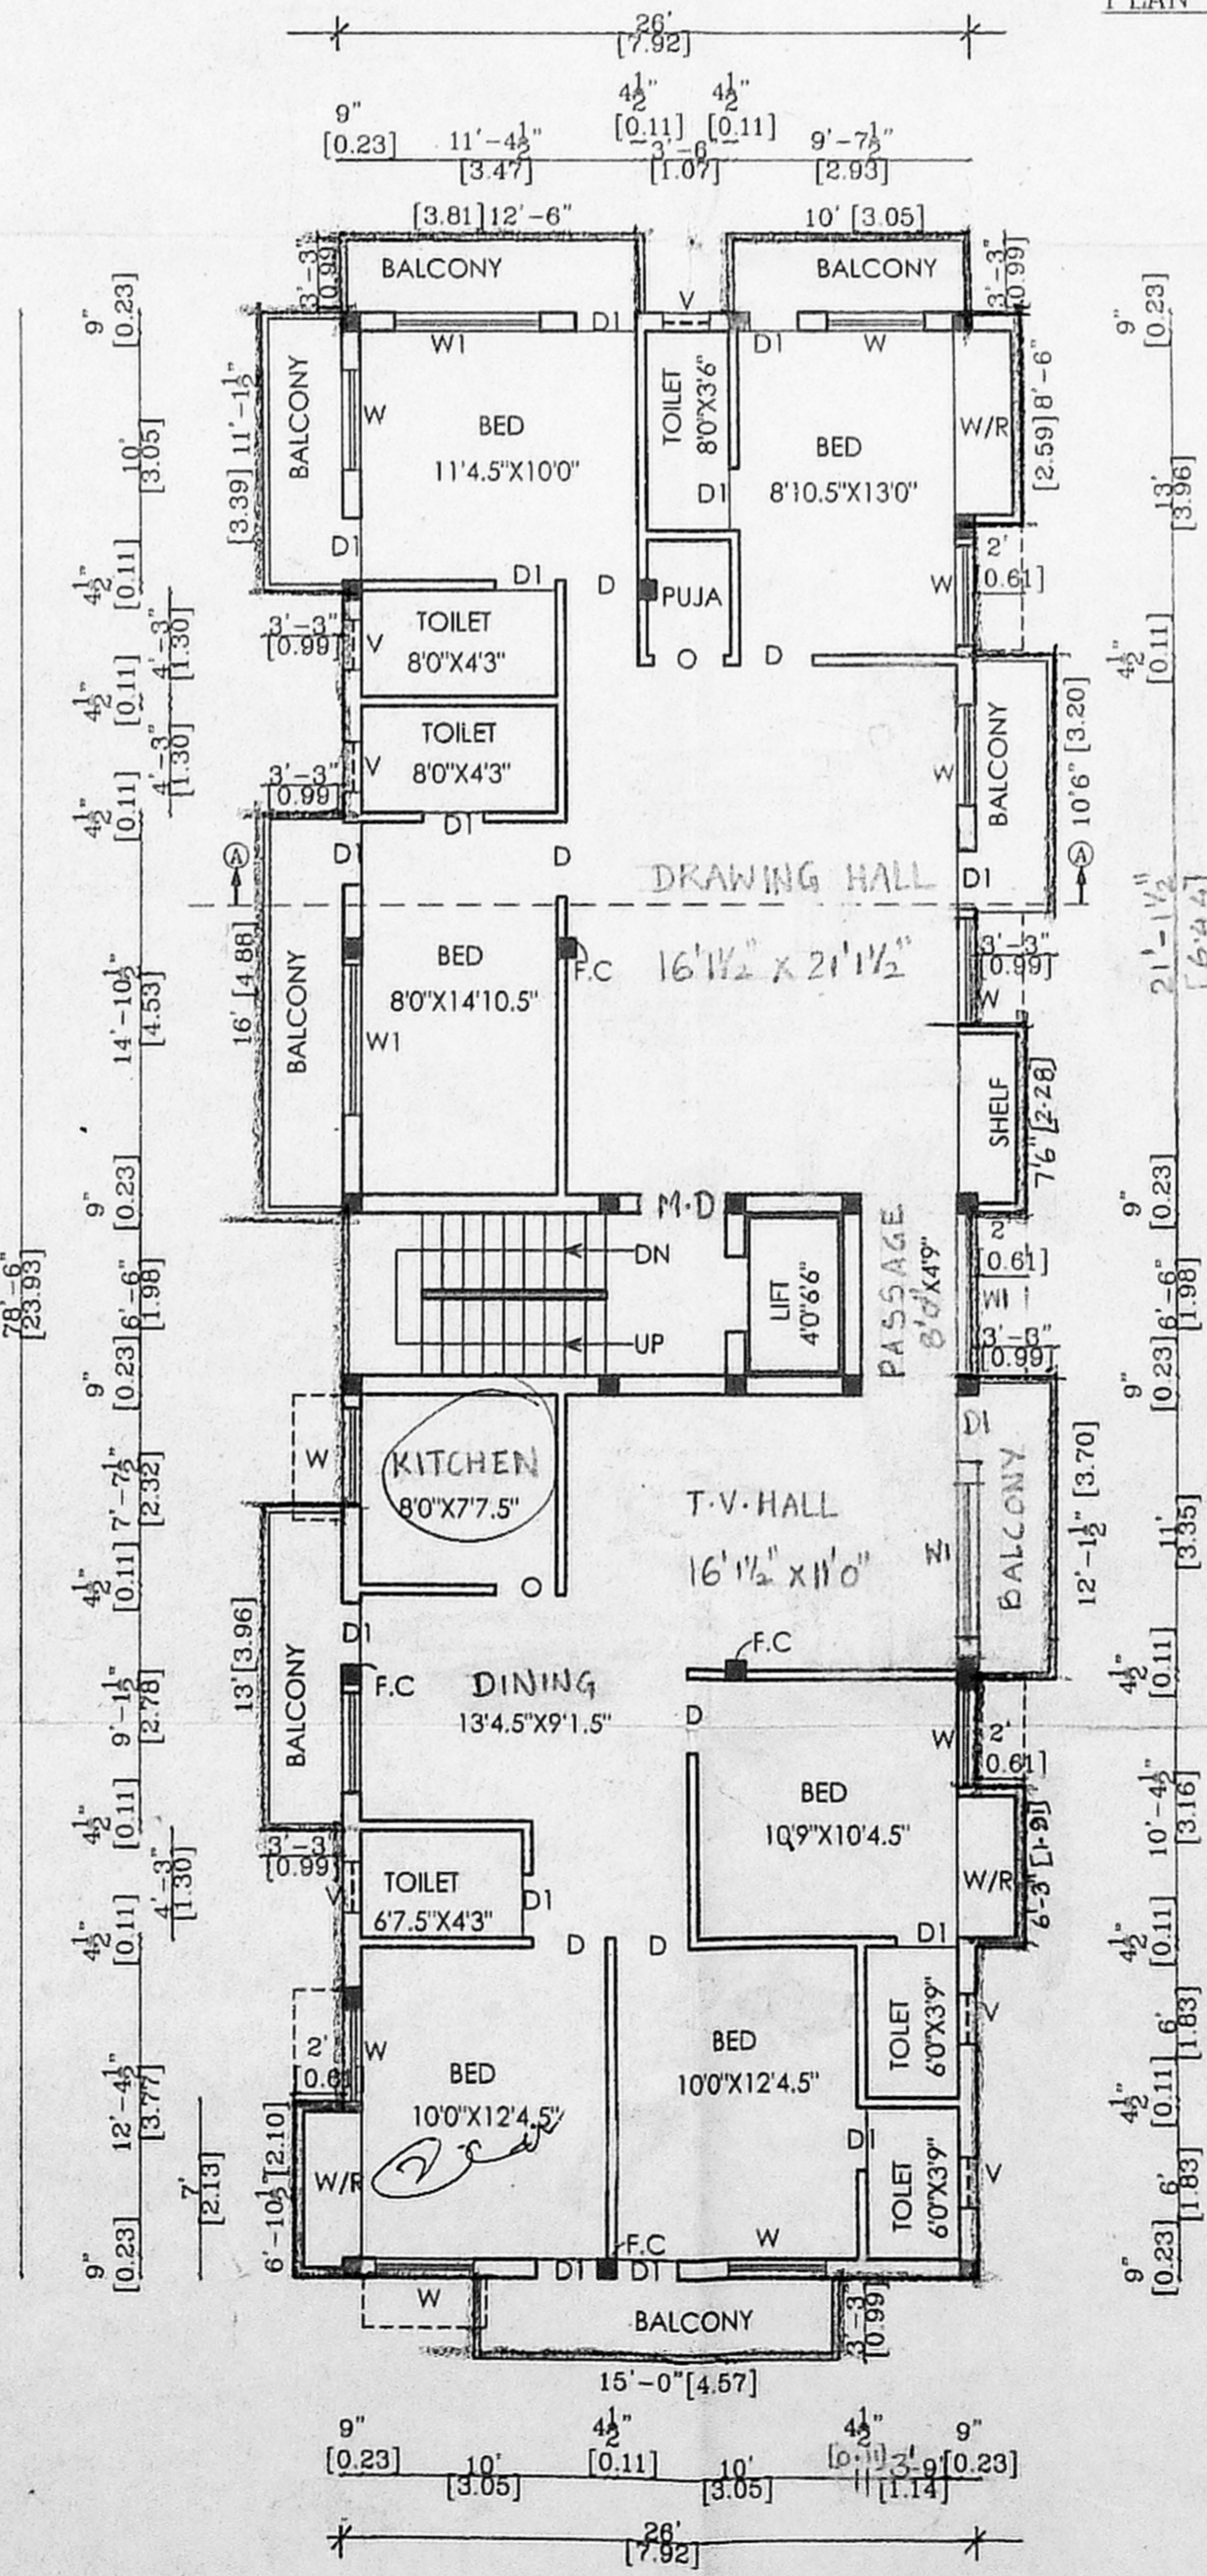 PLAN
26'
[7.92]
9"
[0.23]
11'-4½"
[3.47]
4½"
[0.11]
3'-6"
[1.07]
4½"
[0.11]
9'-7½"
[2.93]
[3.81]12'-6"
10' [3.05]
3'-3"
[0.99]
BALCONY
BALCONY
3'-3"
[0.99]
V
D1
W1
D1
W
BALCONY
[3.39] 11'-1½"
W
BED
11'4.5"X10'0"
TOILET
8'0"X3'6"
D1
BED
8'10.5"X13'0"
W/R
[2.59]8'-6"
D1
D1
D
PUJA
O
D
W
2'
[0.61]
3'-3"
[0.99]
V
TOILET
8'0"X4'3"
TOILET
8'0"X4'3"
V
3'-3"
[0.99]
D1
W
BALCONY
10'6" [3.20]
A
D1
D
DRAWING HALL
D1
A
16' [4.88]
BALCONY
BED
8'0"X14'10.5"
F.C
16'1½" X 21'1½"
3'-3"
[0.99]
W
W1
SHELF
7'6" [2.28]
M.D
DN
UP
LIFT
4'0"6'6"
PASSAGE
8'0"X4'9"
2'
[0.61]
W1
3'-3"
[0.99]
W
KITCHEN
8'0"X7'7.5"
O
T.V.HALL
16'1½" X11'0"
D1
W1
BALCONY
12'-1½" [3.70]
13'[3.96]
BALCONY
D1
F.C
DINING
13'4.5"X9'1.5"
F.C
D
W
2'
[0.61]
BED
10'9"X10'4.5"
W/R
6'-3" [1.91]
3'-3
[0.99]
V
TOILET
6'7.5"X4'3"
D1
D
D
D1
TOLET
6'0"X3'9"
V
2'
W
BED
10'0"X12'4.5"
BED
10'0"X12'4.5"
W/R
6'-10½"[2.10]
D1
TOLET
6'0"X3'9"
V
F.C
D1
D1
W
W
BALCONY
3'-3
[0.99]
15'-0"[4.57]
9"
[0.23]
10'
[3.05]
4½"
[0.11]
10'
[3.05]
4½"
[0.11]
3'-9"
[1.14]
9"
[0.23]
26'
[7.92]
78'-6"
[23.93]
9"
[0.23]
10'
[3.05]
4½"
[0.11]
4'-3"
[1.30]
4½"
[0.11]
4'-3"
[1.30]
4½"
[0.11]
14'-10½"
[4.53]
9"
[0.23]
6'-6"
[1.98]
9"
[0.23]
7'-7½"
[2.32]
4½"
[0.11]
9'-1½"
[2.78]
4½"
[0.11]
4'-3"
[1.30]
4½"
[0.11]
12'-4½"
[3.77]
7'
[2.13]
9"
[0.23]
9"
[0.23]
13'
[3.96]
4½"
[0.11]
21'-1½"
9"
[0.23]
6'-6"
[1.98]
9"
[0.23]
11'
[3.35]
4½"
[0.11]
10'-4½"
[3.16]
4½"
[0.11]
6'
[1.83]
4½"
[0.11]
6'
[1.83]
9"
[0.23]